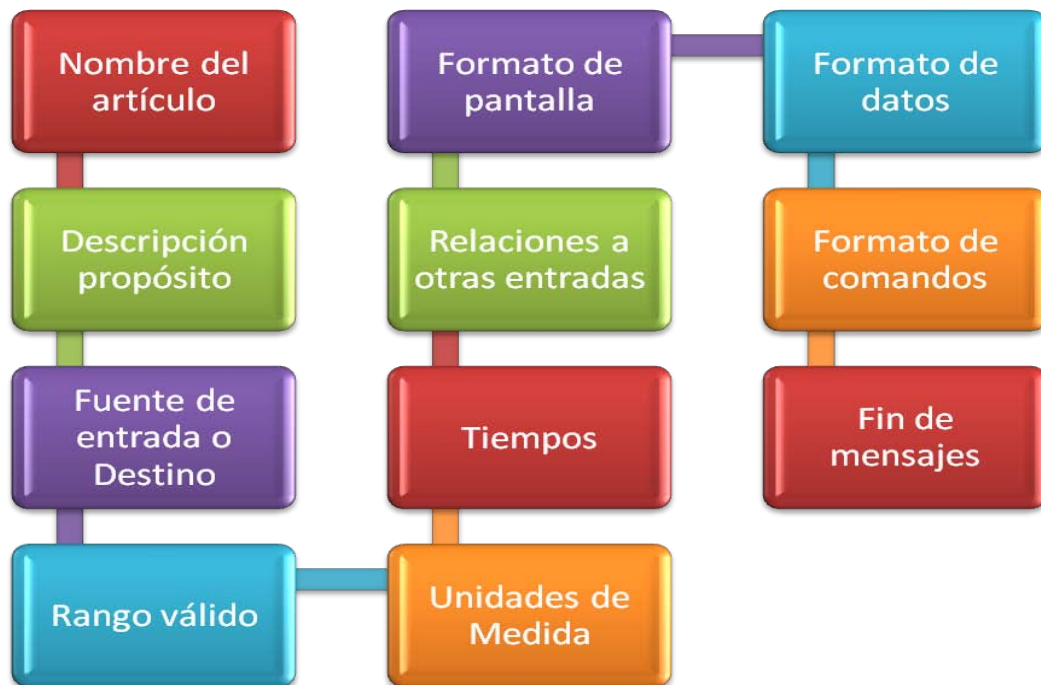 Nombre del
artículo
Descripción
propósito
Fuente de
entrada o
Destino
Rango válido
Unidades de
Medida
Tiempos
Relaciones a
otras entradas
Formato de
pantalla
Formato de
datos
Formato de
comandos
Fin de
mensajes